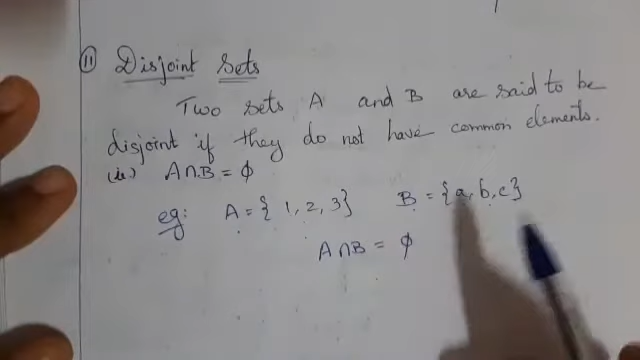 11 Disjoint Sets
Two sets A and B are said to be
disjoint if they do not have common elements.
(ie) A∩B = ϕ
eg: A = { 1, 2, 3} B = {a, b, c}
A∩B = ϕ